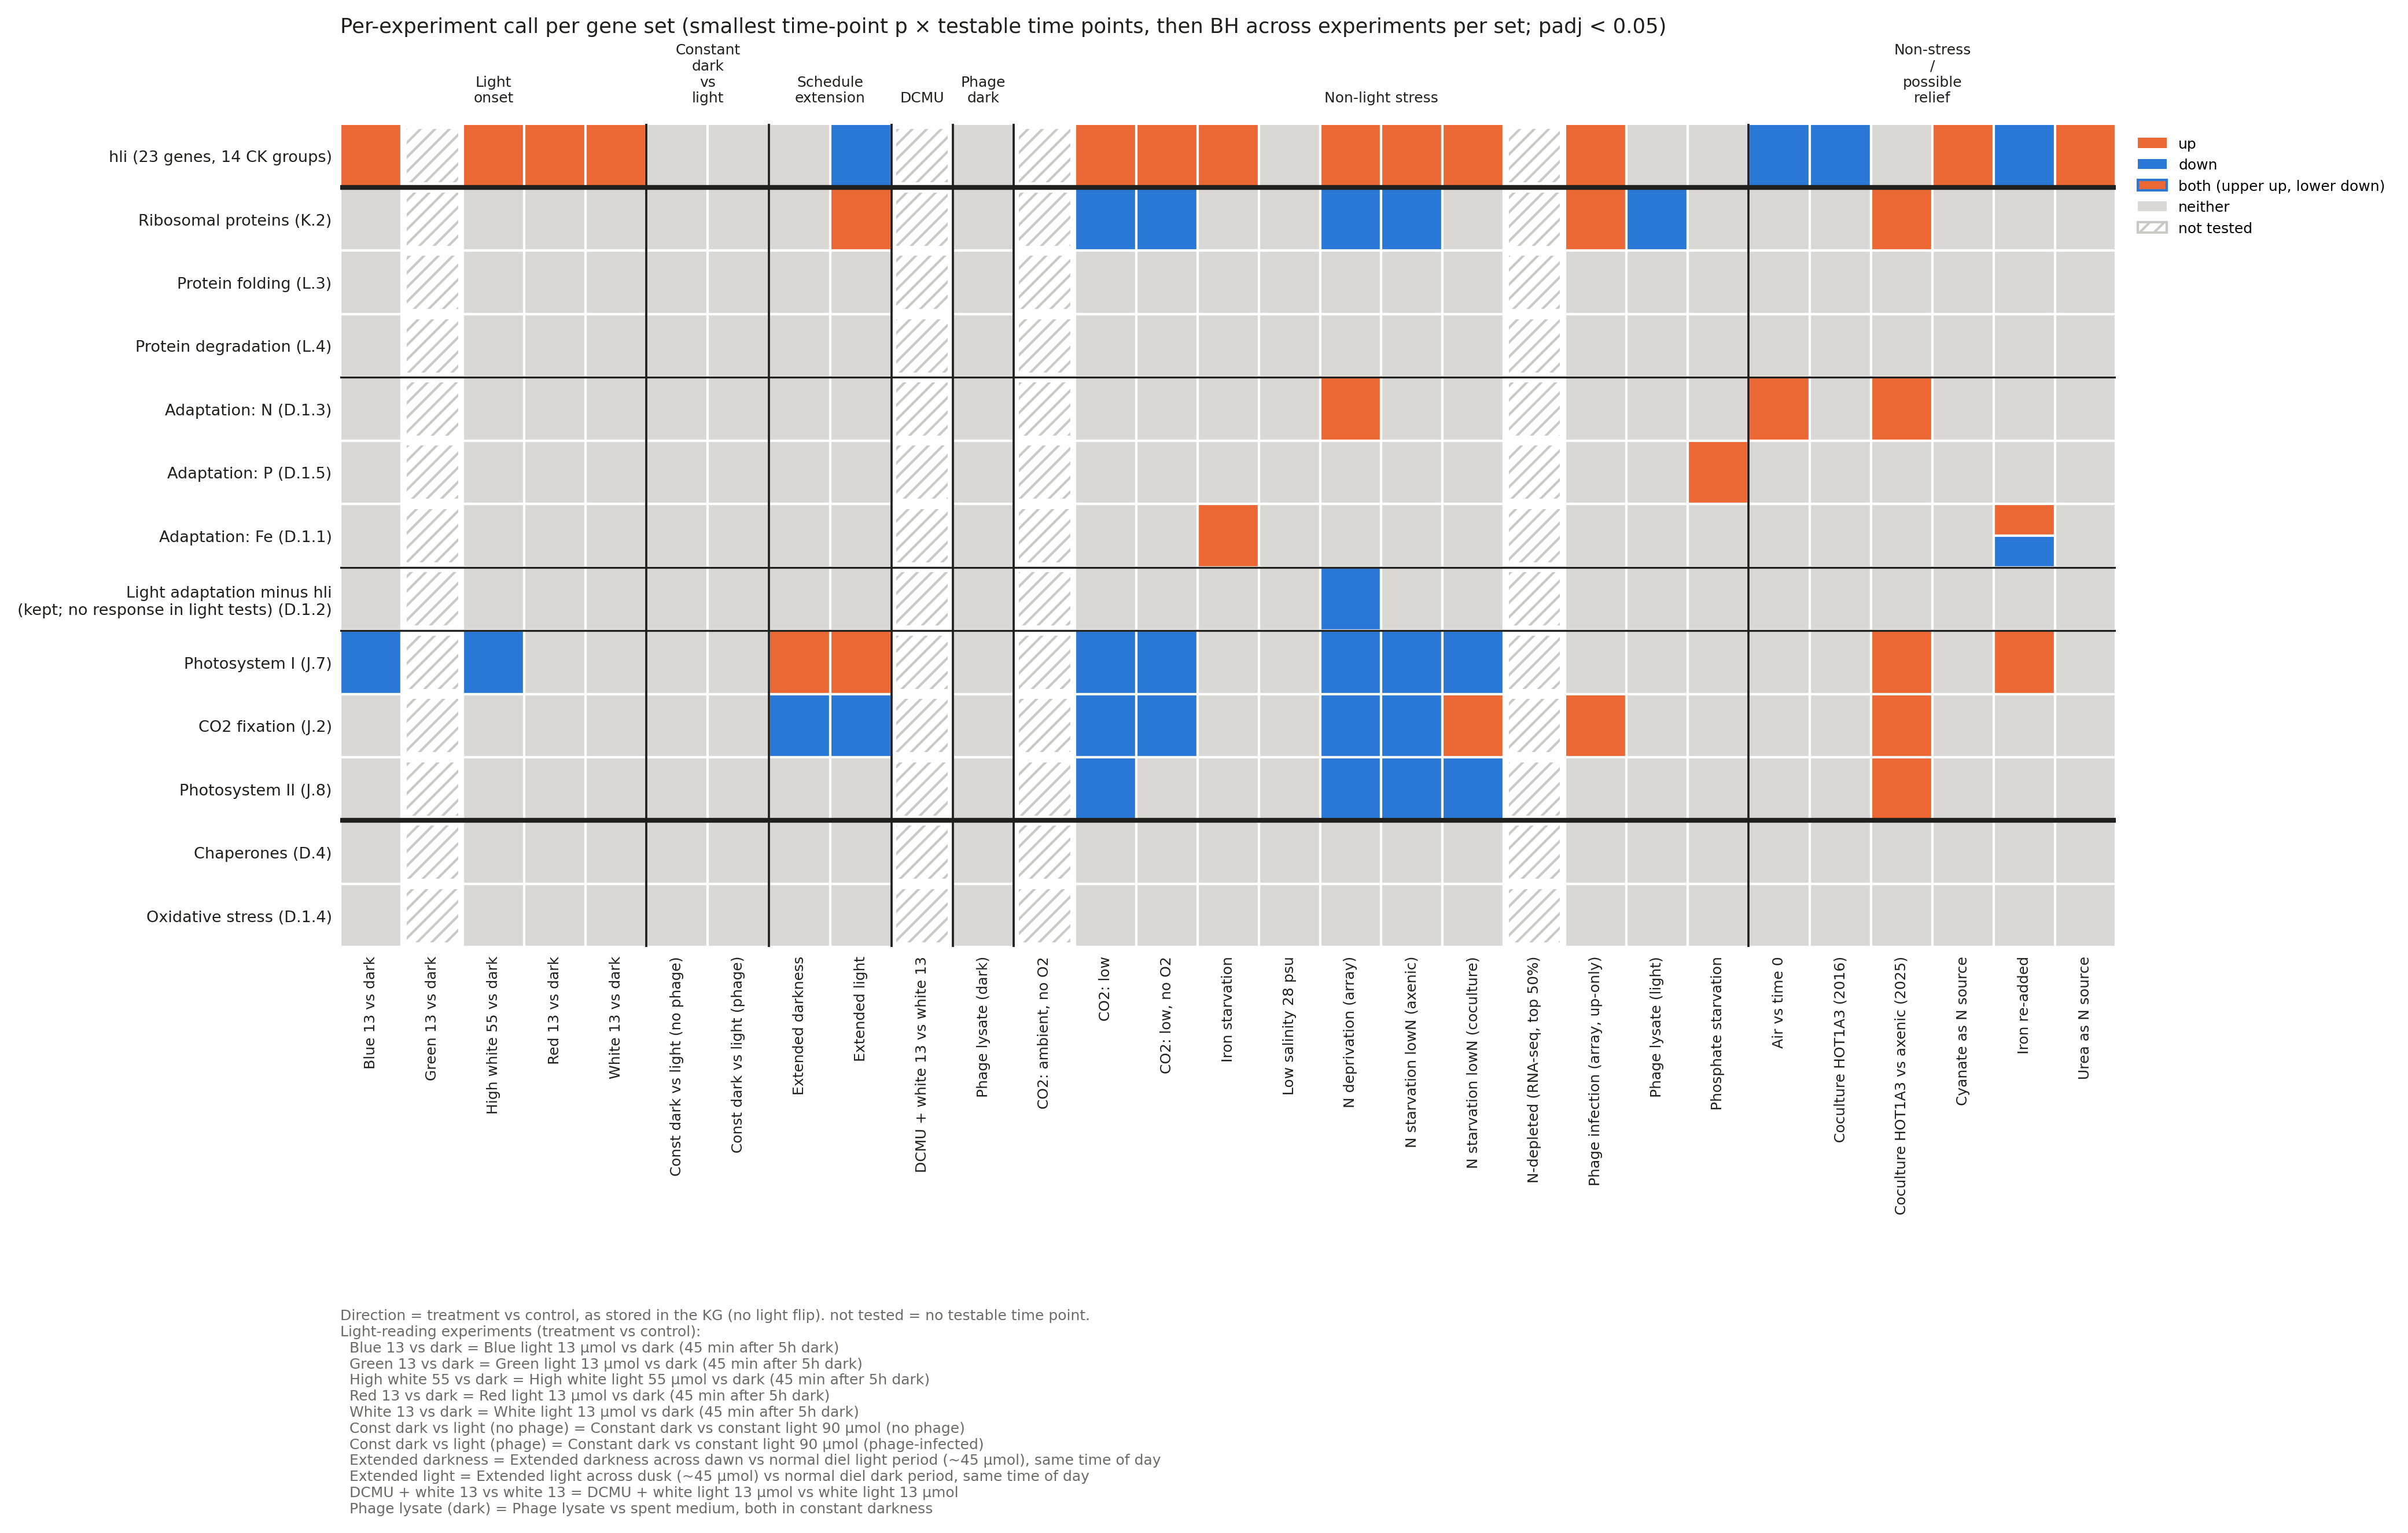 Per-experiment call per gene set (smallest time-point p × testable time points, then BH across experiments per set; padj < 0.05)
Light
onset
Constant
dark
vs
light
Schedule
extension
DCMU
Phage
dark
Non-light stress
Non-stress
/
possible
relief
up
down
both (upper up, lower down)
neither
not tested
hli (23 genes, 14 CK groups)
Ribosomal proteins (K.2)
Protein folding (L.3)
Protein degradation (L.4)
Adaptation: N (D.1.3)
Adaptation: P (D.1.5)
Adaptation: Fe (D.1.1)
Light adaptation minus hli
(kept; no response in light tests) (D.1.2)
Photosystem I (J.7)
CO2 fixation (J.2)
Photosystem II (J.8)
Chaperones (D.4)
Oxidative stress (D.1.4)
Blue 13 vs dark
Green 13 vs dark
High white 55 vs dark
Red 13 vs dark
White 13 vs dark
Const dark vs light (no phage)
Const dark vs light (phage)
Extended darkness
Extended light
DCMU + white 13 vs white 13
Phage lysate (dark)
CO2: ambient, no O2
CO2: low
CO2: low, no O2
Iron starvation
Low salinity 28 psu
N deprivation (array)
N starvation lowN (axenic)
N starvation lowN (coculture)
N-depleted (RNA-seq, top 50%)
Phage infection (array, up-only)
Phage lysate (light)
Phosphate starvation
Air vs time 0
Coculture HOT1A3 (2016)
Coculture HOT1A3 vs axenic (2025)
Cyanate as N source
Iron re-added
Urea as N source
Direction = treatment vs control, as stored in the KG (no light flip). not tested = no testable time point.
Light-reading experiments (treatment vs control):
Blue 13 vs dark = Blue light 13 µmol vs dark (45 min after 5h dark)
Green 13 vs dark = Green light 13 µmol vs dark (45 min after 5h dark)
High white 55 vs dark = High white light 55 µmol vs dark (45 min after 5h dark)
Red 13 vs dark = Red light 13 µmol vs dark (45 min after 5h dark)
White 13 vs dark = White light 13 µmol vs dark (45 min after 5h dark)
Const dark vs light (no phage) = Constant dark vs constant light 90 µmol (no phage)
Const dark vs light (phage) = Constant dark vs constant light 90 µmol (phage-infected)
Extended darkness = Extended darkness across dawn vs normal diel light period (~45 µmol), same time of day
Extended light = Extended light across dusk (~45 µmol) vs normal diel dark period, same time of day
DCMU + white 13 vs white 13 = DCMU + white light 13 µmol vs white light 13 µmol
Phage lysate (dark) = Phage lysate vs spent medium, both in constant darkness